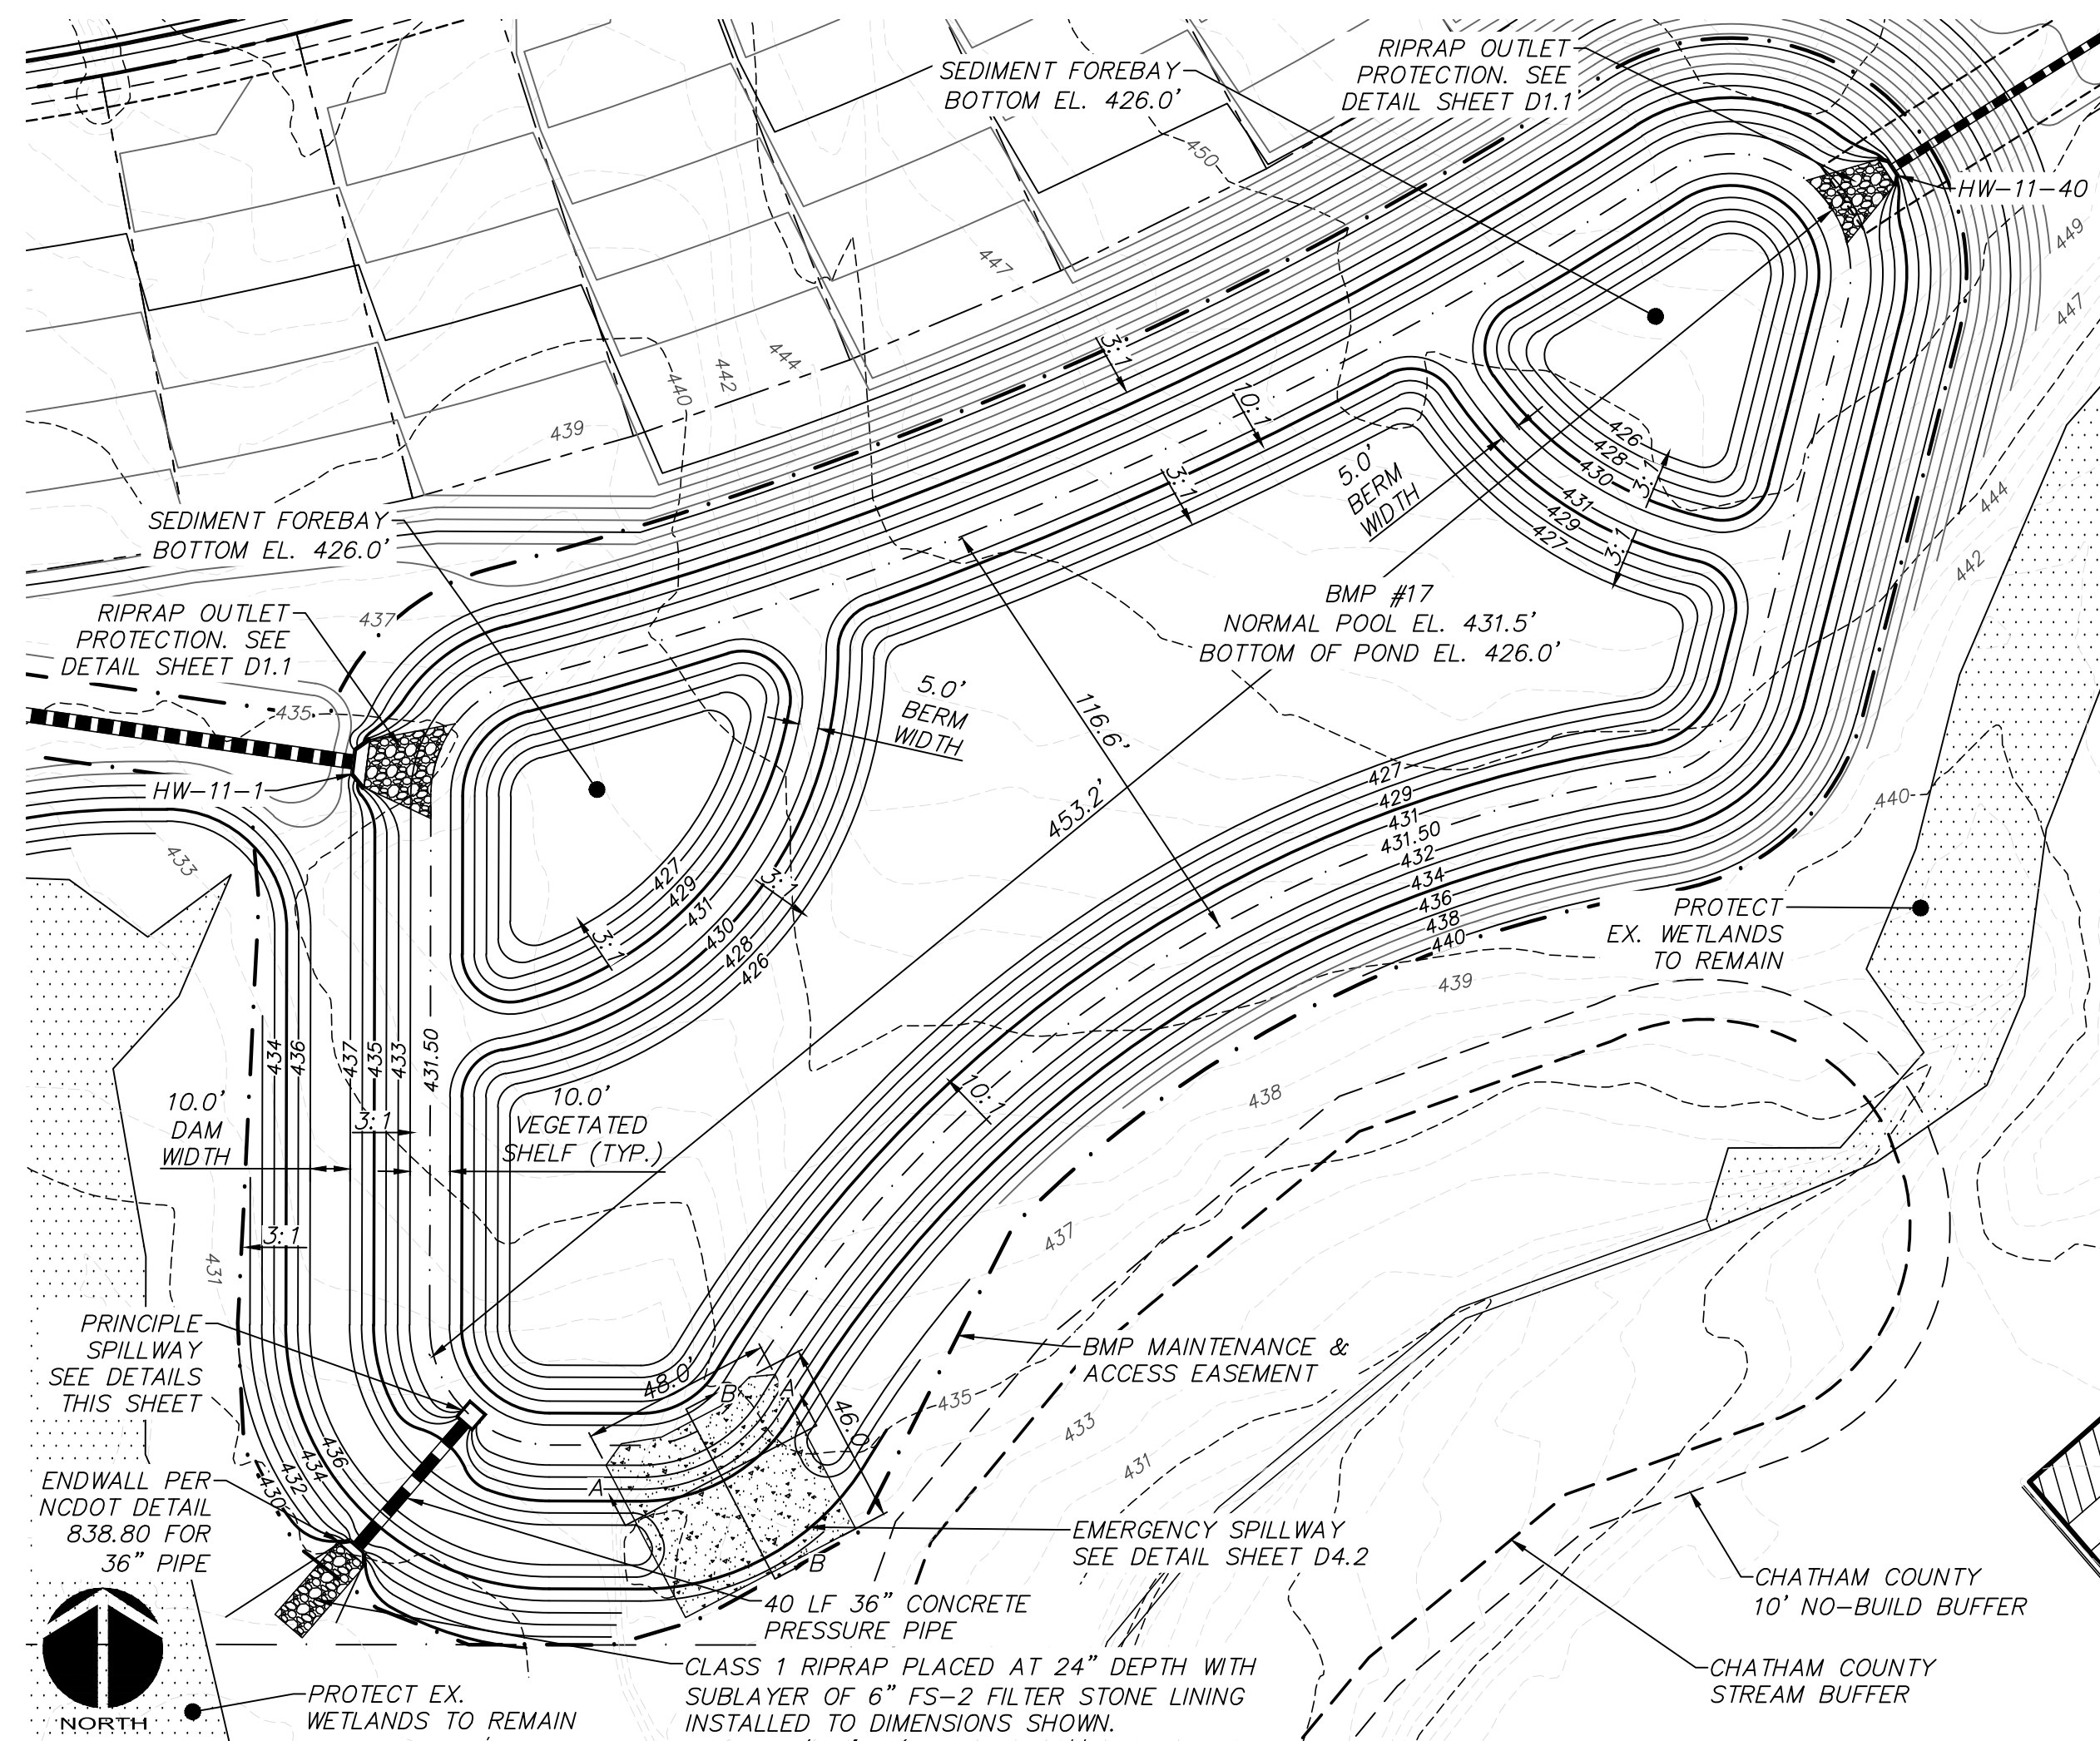 SEDIMENT FOREBAY
BOTTOM EL. 426.0'
RIPRAP OUTLET
PROTECTION. SEE
DETAIL SHEET D1.1
HW-11-40
450
447
449
447
444
442
440
439
442
444
440
439
3:1
10:1
3:1
5.0'
BERM
WIDTH
426
428
430
3:1
431
429
427
3:1
SEDIMENT FOREBAY
BOTTOM EL. 426.0'
437
RIPRAP OUTLET
PROTECTION. SEE
DETAIL SHEET D1.1
435
HW-11-1
433
BMP #17
NORMAL POOL EL. 431.5'
BOTTOM OF POND EL. 426.0'
5.0'
BERM
WIDTH
116.6'
453.2'
427
429
431
431.50
432
434
436
438
440
427
429
431
3:1
430
428
426
3:1
PROTECT
EX. WETLANDS
TO REMAIN
439
438
437
435
433
431
434
436
437
435
433
431.50
10.0'
DAM
WIDTH
3:1
10.0'
VEGETATED
SHELF (TYP.)
10:1
3:1
431
PRINCIPLE
SPILLWAY
SEE DETAILS
THIS SHEET
48.0'
46.0'
B
A
A
B
BMP MAINTENANCE &
ACCESS EASEMENT
436
434
432
430
ENDWALL PER
NCDOT DETAIL
838.80 FOR
36" PIPE
EMERGENCY SPILLWAY
SEE DETAIL SHEET D4.2
40 LF 36" CONCRETE
PRESSURE PIPE
CLASS 1 RIPRAP PLACED AT 24" DEPTH WITH
SUBLAYER OF 6" FS-2 FILTER STONE LINING
INSTALLED TO DIMENSIONS SHOWN.
CHATHAM COUNTY
10' NO-BUILD BUFFER
CHATHAM COUNTY
STREAM BUFFER
PROTECT EX.
WETLANDS TO REMAIN
NORTH